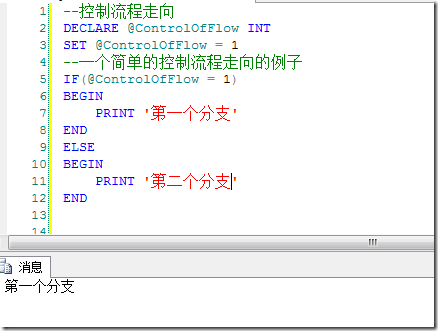 1 --控制流程走向
2 DECLARE @ControlOfFlow INT
3 SET @ControlOfFlow = 1
4 --一个简单的控制流程走向的例子
5 IF(@ControlOfFlow = 1)
6 BEGIN
7 PRINT '第一个分支'
8 END
9 ELSE
10 BEGIN
11 PRINT '第二个分支'
12 END
13
14
消息
第一个分支